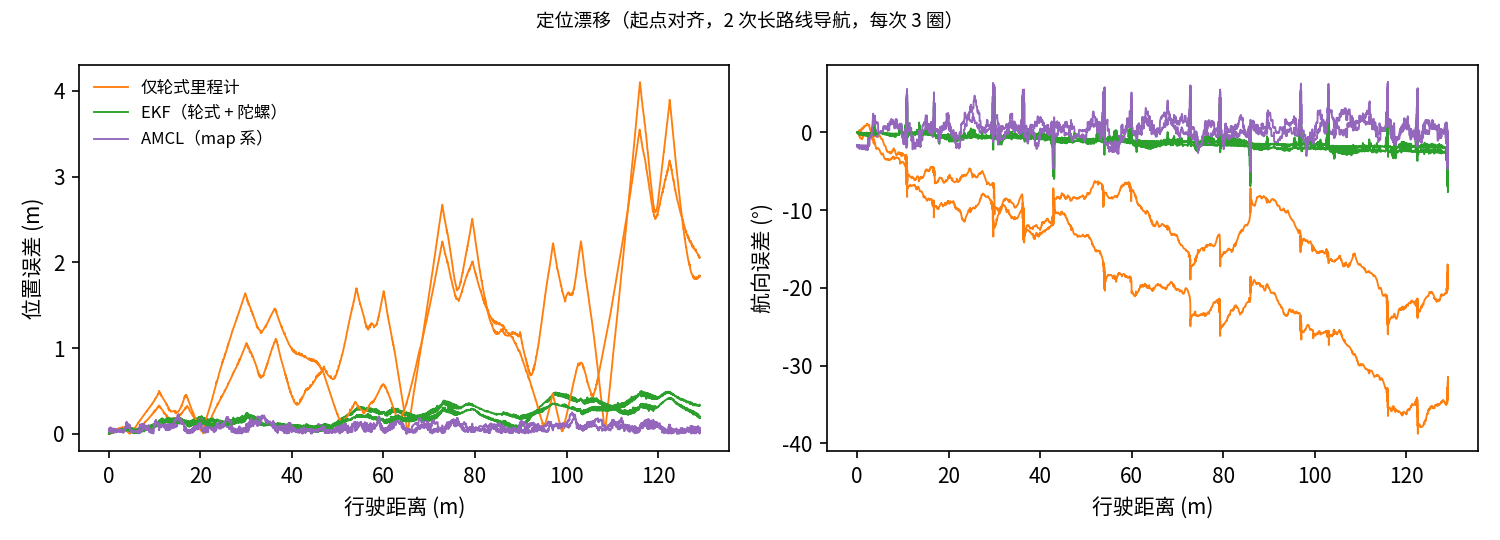 定位漂移（起点对齐，2 次长路线导航，每次 3 圈）
位置误差 (m)
4
3
2
1
0
仅轮式里程计
EKF（轮式 + 陀螺）
AMCL（map 系）
0 20 40 60 80 100 120
行驶距离 (m)
航向误差 (°)
0
-10
-20
-30
-40
0 20 40 60 80 100 120
行驶距离 (m)